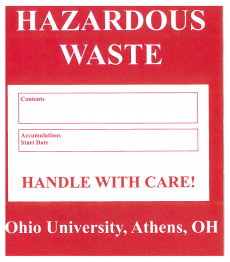 HAZARDOUS
WASTE
Contents
Accumulations
Start Date
HANDLE WITH CARE!
Ohio University, Athens, OH